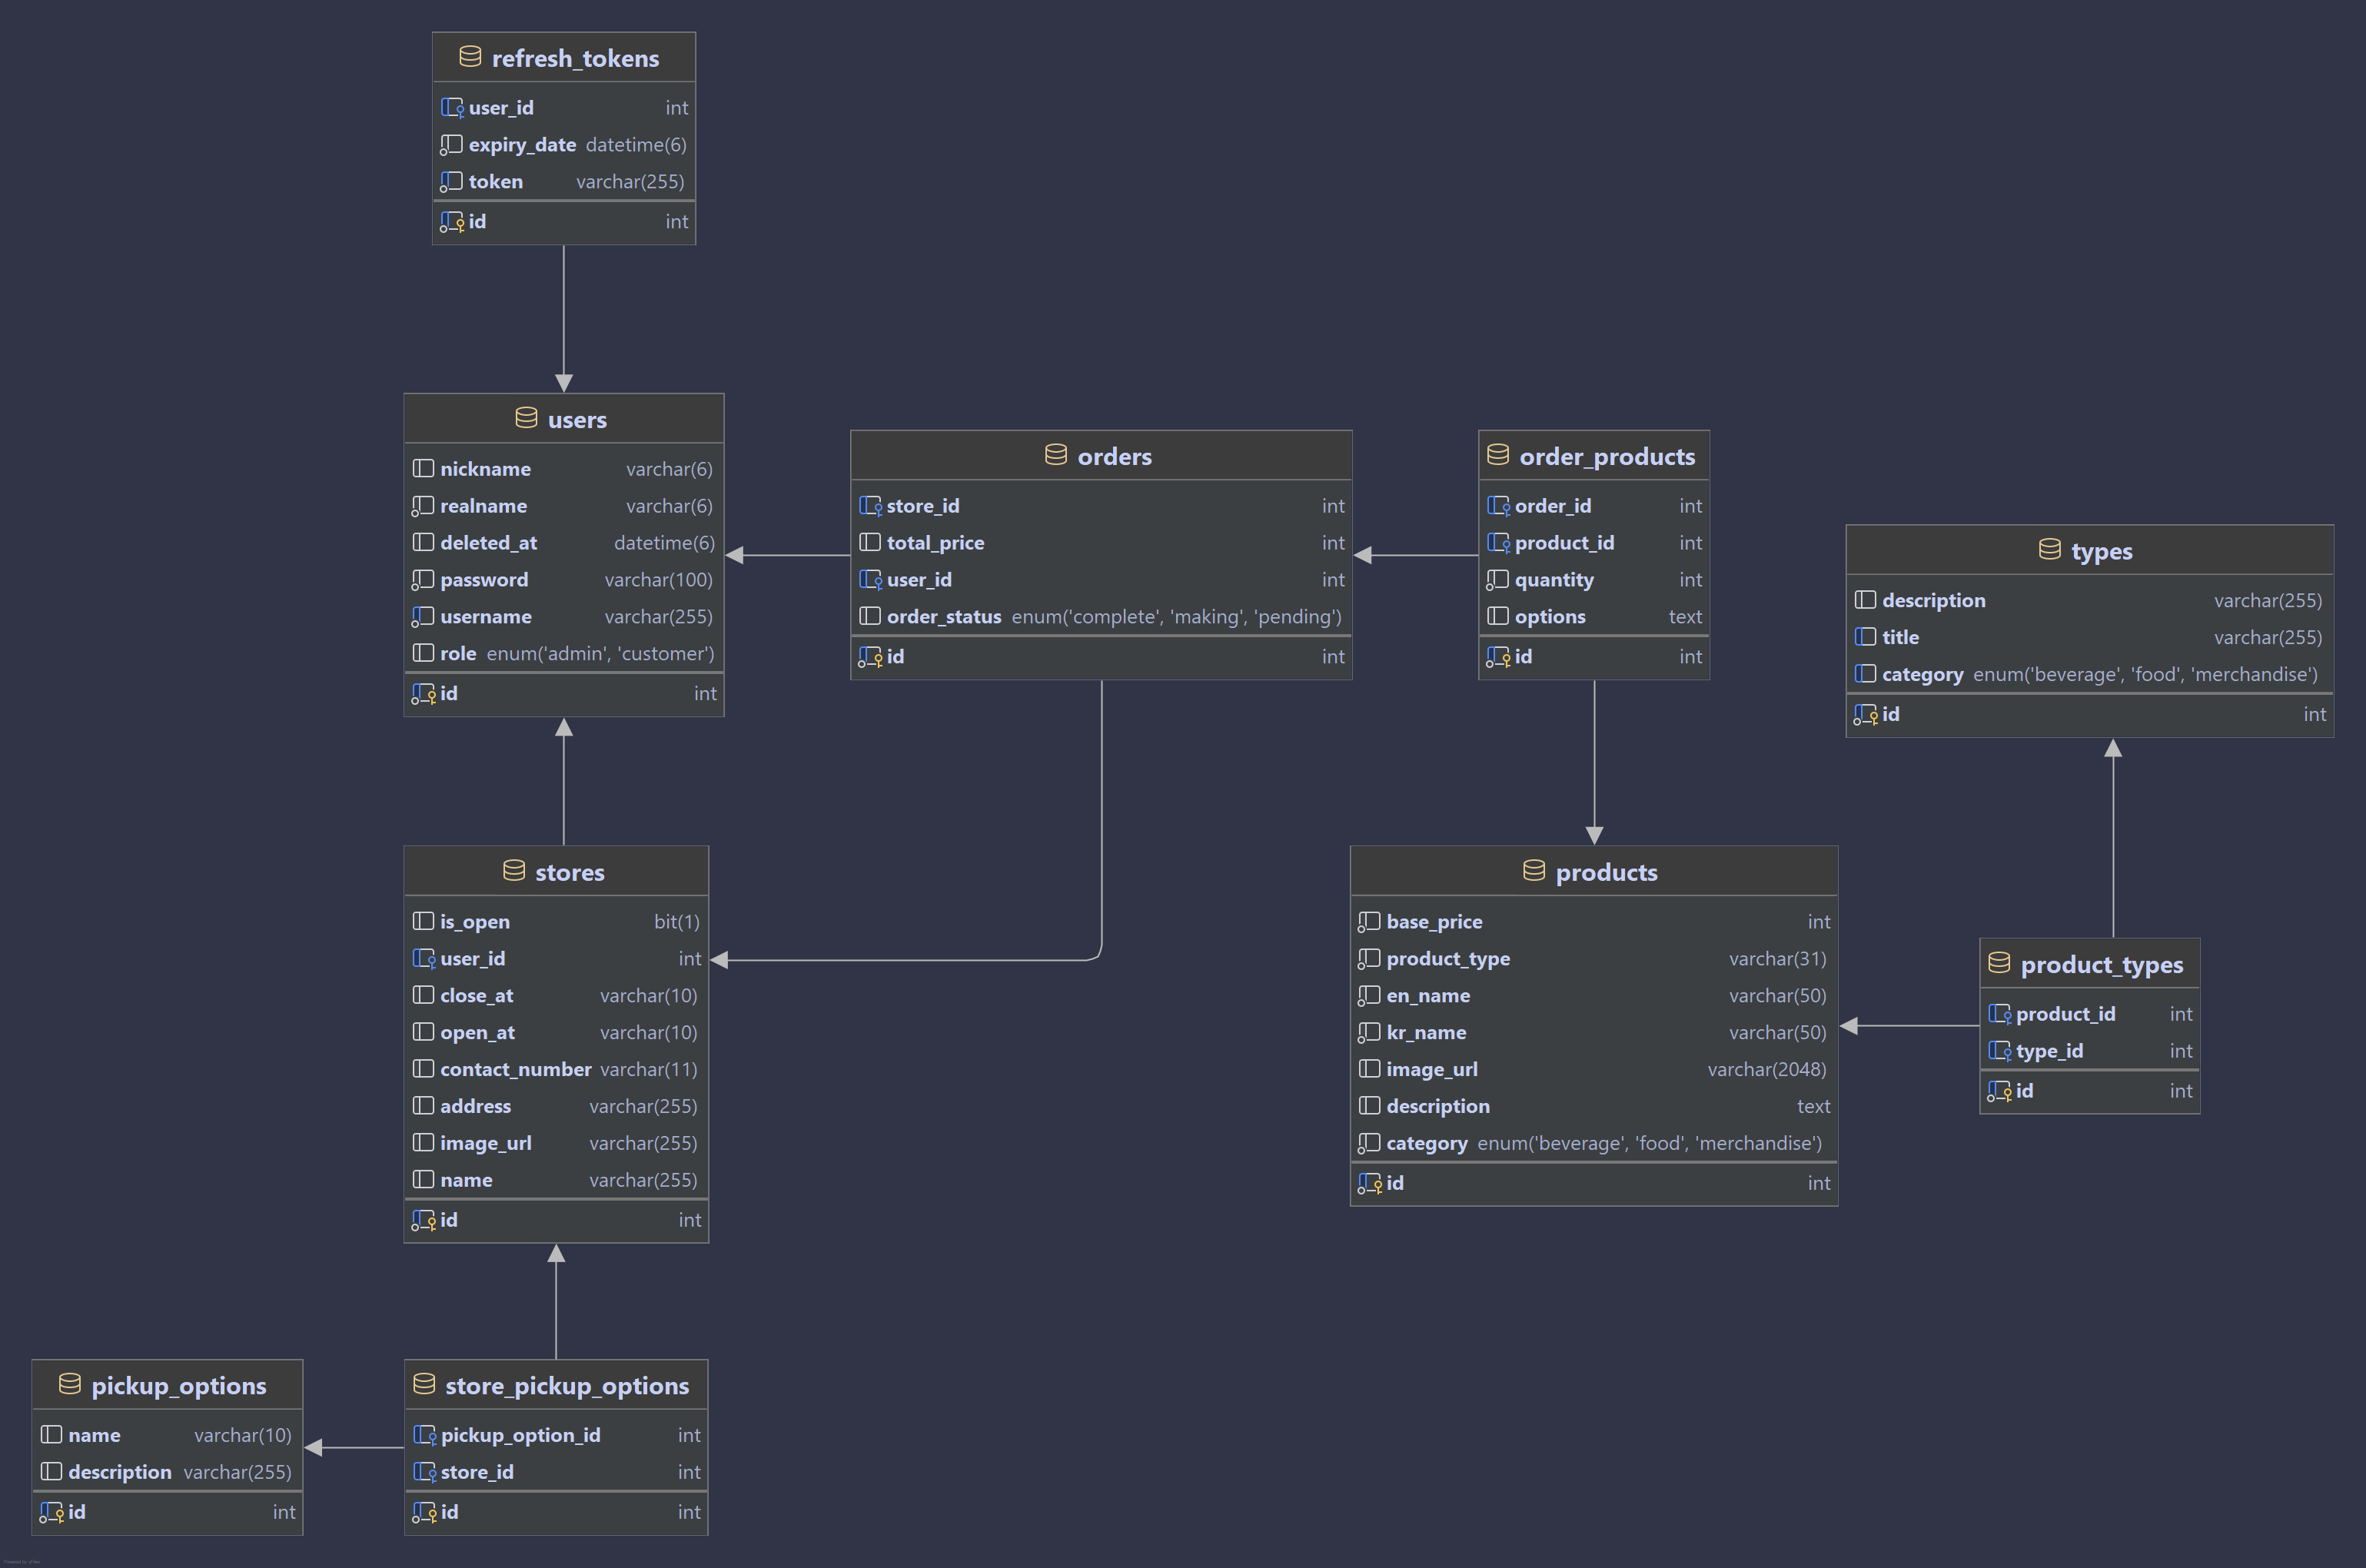 refresh_tokens
user_id int
expiry_date datetime(6)
token varchar(255)
id int
users
nickname varchar(6)
realname varchar(6)
deleted_at datetime(6)
password varchar(100)
username varchar(255)
role enum('admin', 'customer')
id int
orders
store_id int
total_price int
user_id int
order_status enum('complete', 'making', 'pending')
id int
order_products
order_id int
product_id int
quantity int
options text
id int
types
description varchar(255)
title varchar(255)
category enum('beverage', 'food', 'merchandise')
id int
stores
is_open bit(1)
user_id int
close_at varchar(10)
open_at varchar(10)
contact_number varchar(11)
address varchar(255)
image_url varchar(255)
name varchar(255)
id int
products
base_price int
product_type varchar(31)
en_name varchar(50)
kr_name varchar(50)
image_url varchar(2048)
description text
category enum('beverage', 'food', 'merchandise')
id int
product_types
product_id int
type_id int
id int
pickup_options
name varchar(10)
description varchar(255)
id int
store_pickup_options
pickup_option_id int
store_id int
id int
Powered by yFiles